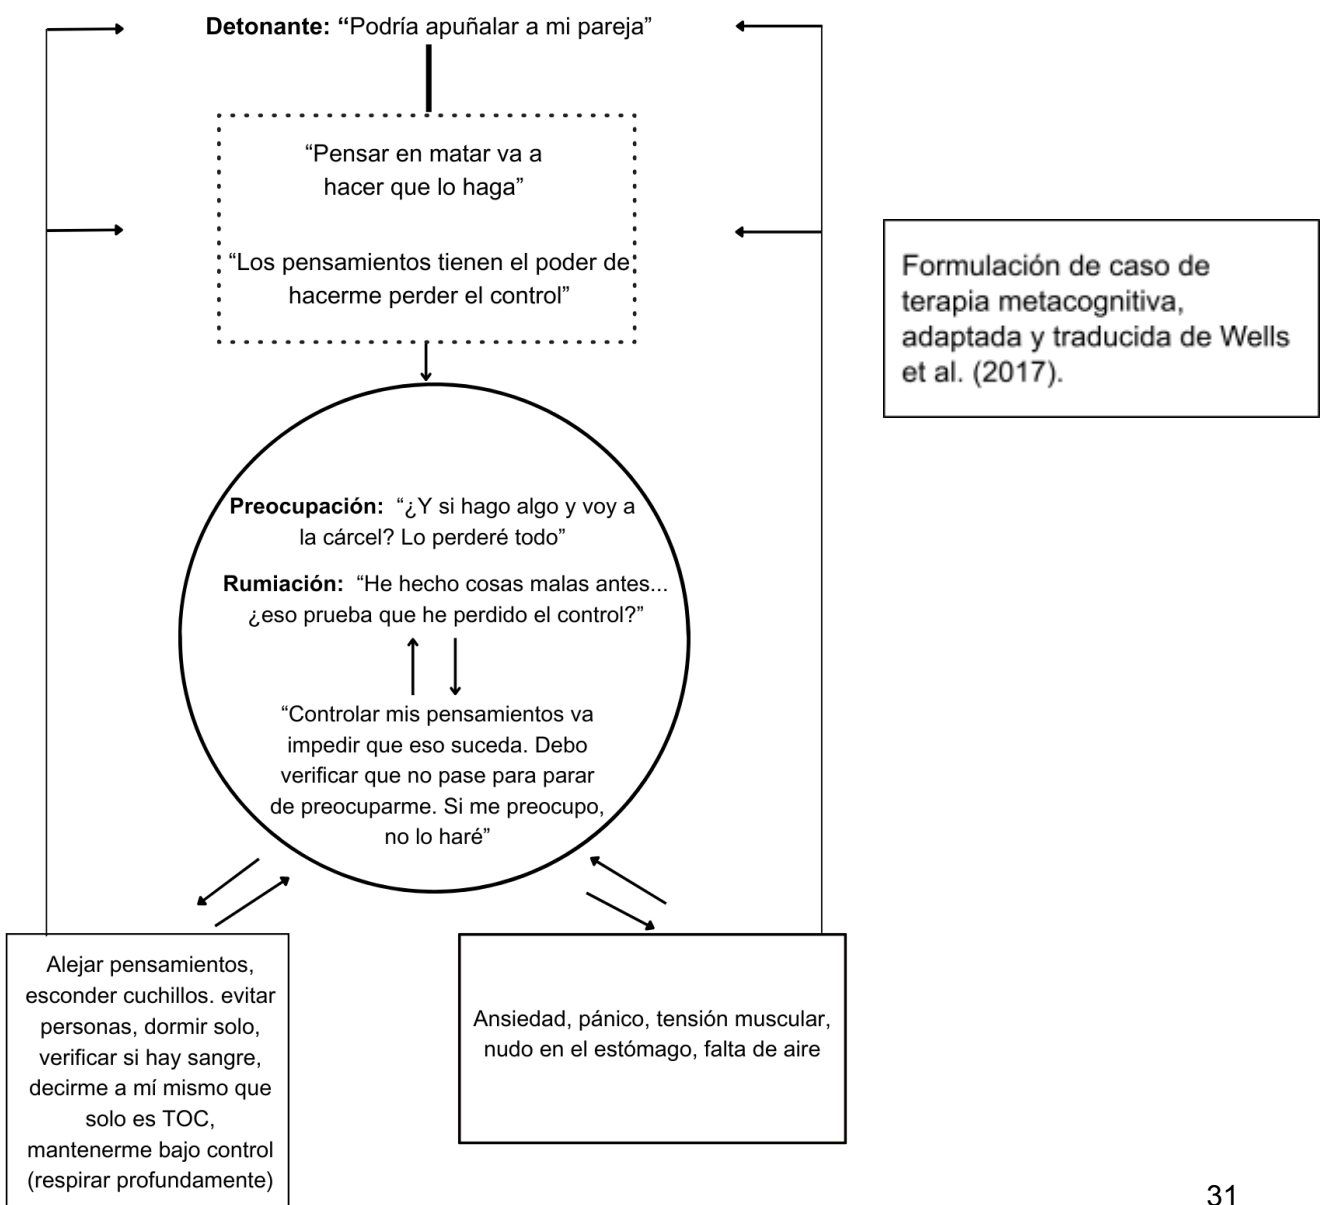 Detonante: “Podría apuñalar a mi pareja”
“Pensar en matar va a
hacer que lo haga”
“Los pensamientos tienen el poder de
hacerme perder el control”
Formulación de caso de
terapia metacognitiva,
adaptada y traducida de Wells
et al. (2017).
Preocupación: “¿Y si hago algo y voy a
la cárcel? Lo perderé todo”
Rumiación: “He hecho cosas malas antes...
¿eso prueba que he perdido el control?”
“Controlar mis pensamientos va
impedir que eso suceda. Debo
verificar que no pase para parar
de preocuparme. Si me preocupo,
no lo haré”
Alejar pensamientos,
esconder cuchillos. evitar
personas, dormir solo,
verificar si hay sangre,
decirme a mí mismo que
solo es TOC,
mantenerme bajo control
(respirar profundamente)
Ansiedad, pánico, tensión muscular,
nudo en el estómago, falta de aire
31